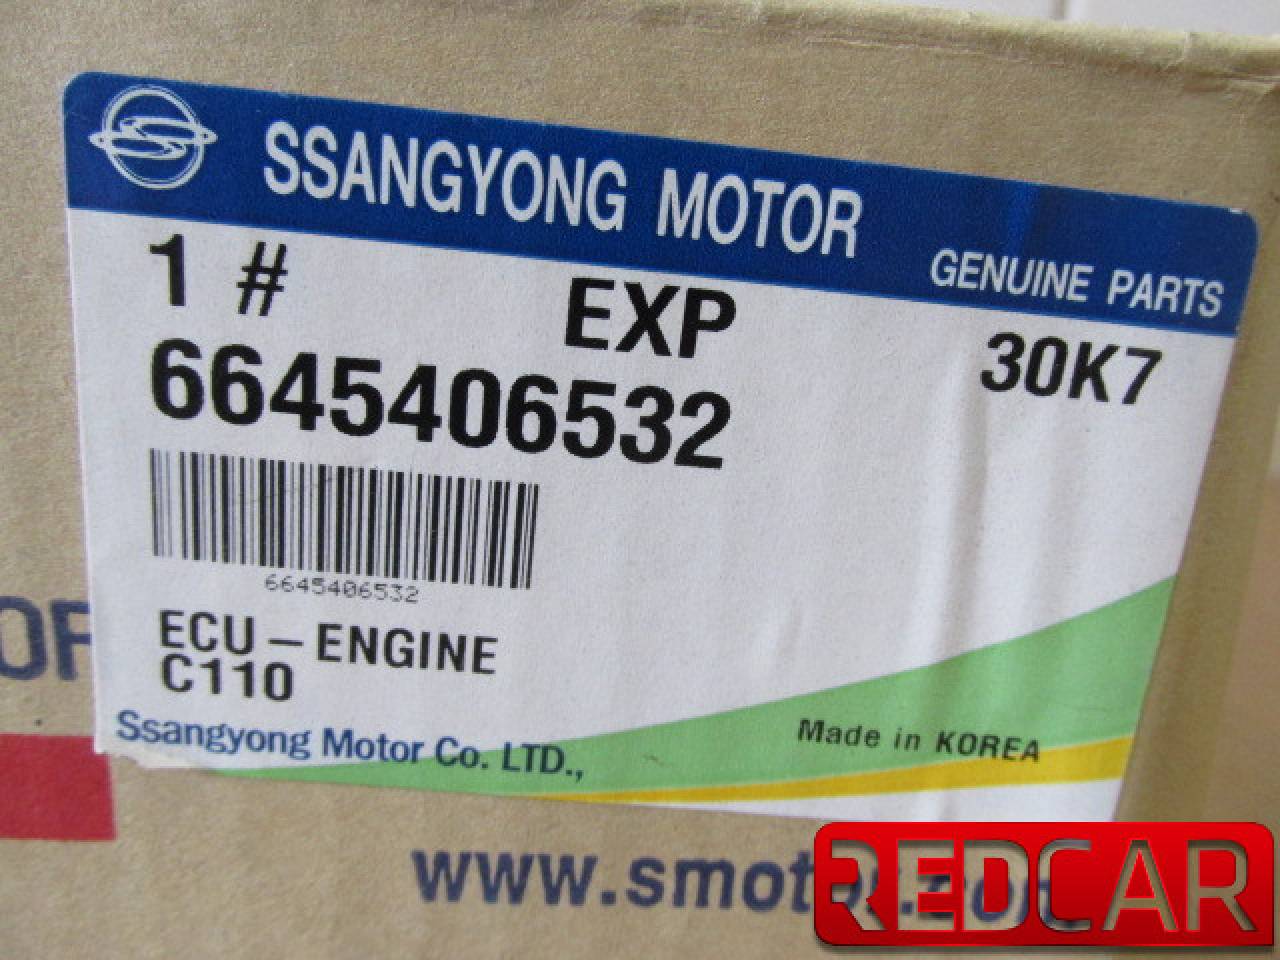 SSANGYONG MOTOR
GENUINE PARTS
1 # EXP 30K7
6645406532
6645406532
ECU – ENGINE
C110
Ssangyong Motor Co. LTD.,
Made in KOREA
REDCAR